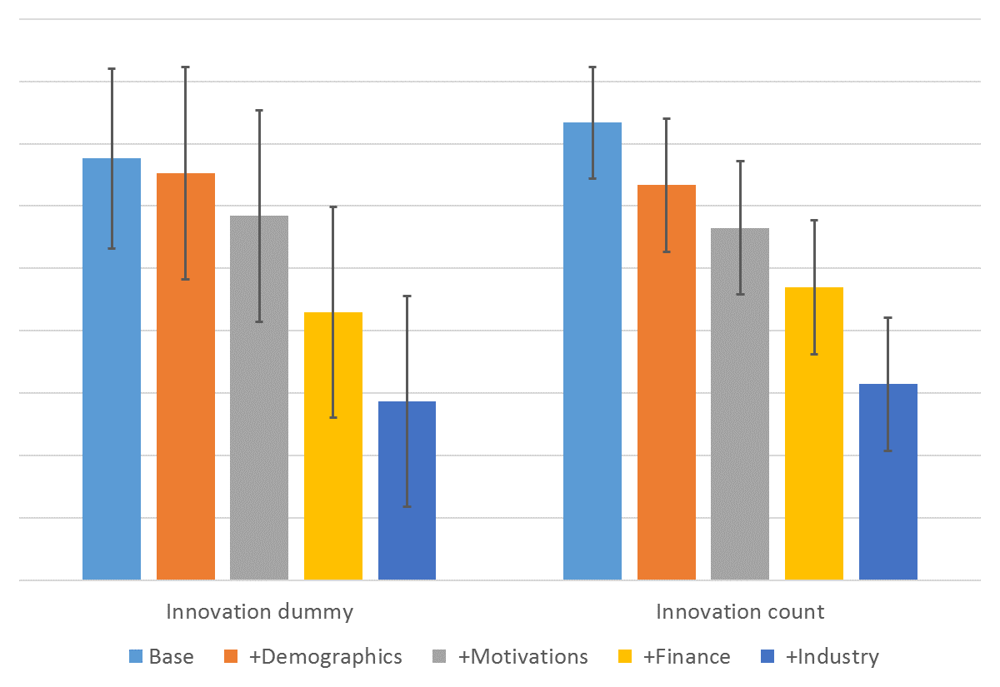 Innovation dummy Innovation count
Base +Demographics +Motivations +Finance +Industry